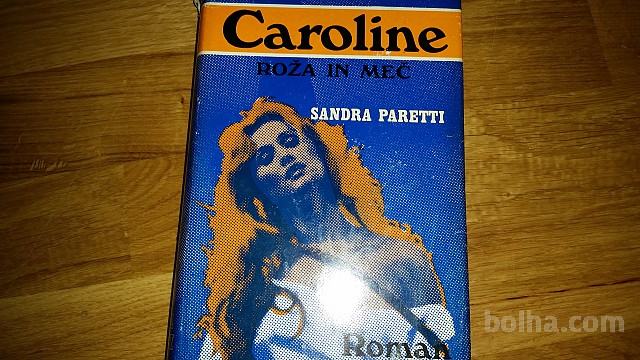 Caroline
ROŽA IN MEČ
SANDRA PARETTI
Roman
bolha.com